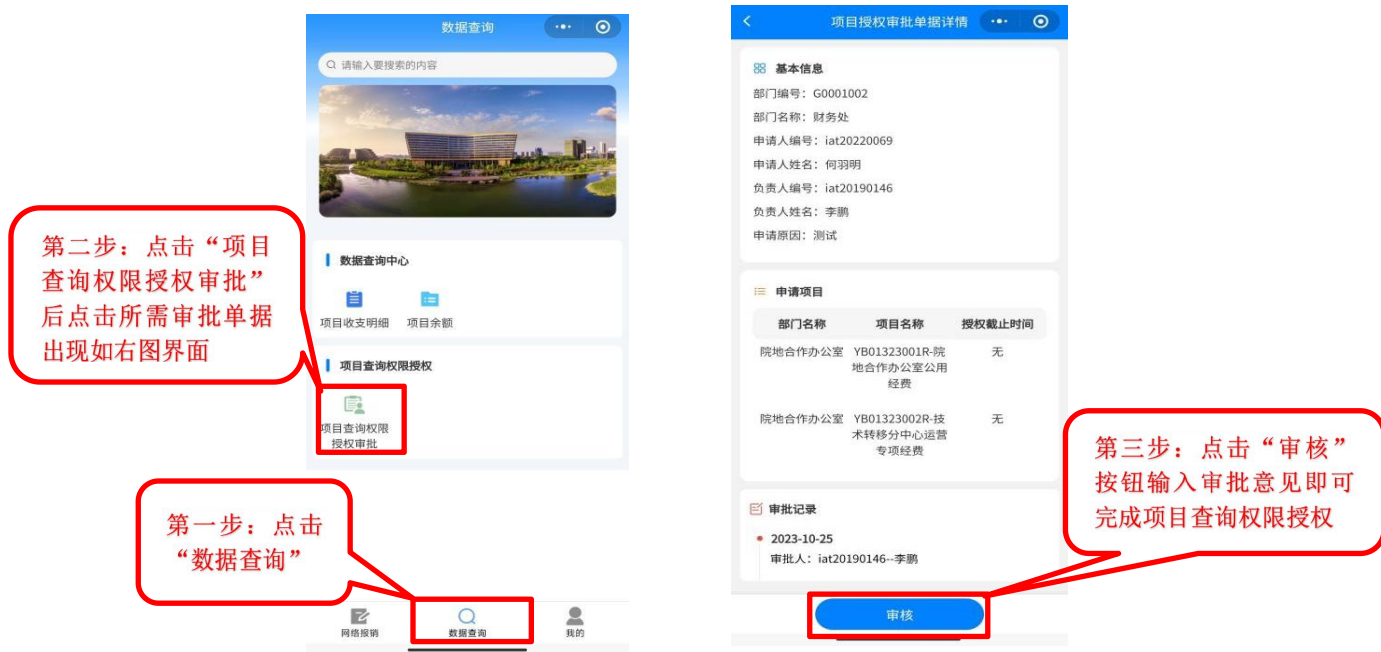 数据查询
请输入要搜索的内容
数据查询中心
项目收支明细
项目余额
项目查询权限授权
项目查询权限
授权审批
网络报销
数据查询
我的
第二步：点击“项目
查询权限授权审批”
后点击所需审批单据
出现如右图界面
第一步：点击
“数据查询”
项目授权审批单据详情
基本信息
部门编号：G0001002
部门名称：财务处
申请人编号：iat20220069
申请人姓名：何羽明
负责人编号：iat20190146
负责人姓名：李鹏
申请原因：测试
申请项目
部门名称 项目名称 授权截止时间
院地合作办公室 YB01323001R-院 无
地合作办公室公用
经费
院地合作办公室 YB01323002R-技 无
术转移分中心运营
专项经费
审批记录
2023-10-25
审批人：iat20190146--李鹏
审核
第三步：点击“审核”
按钮输入审批意见即可
完成项目查询权限授权